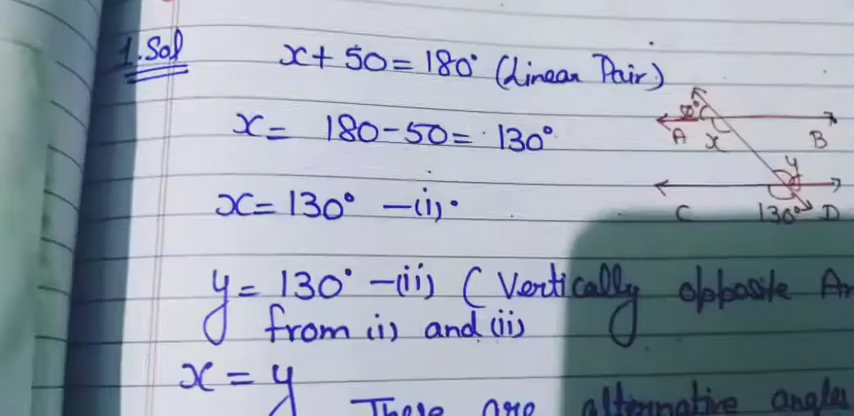 1. Sol
x + 50 = 180° (Linear Pair)
x = 180 - 50 = 130°
50°
A x B
y
x = 130° - (i)
C 130° D
y = 130° - (ii) ( Vertically opposite
from (i) and (ii)
x = y
These are alternative angles